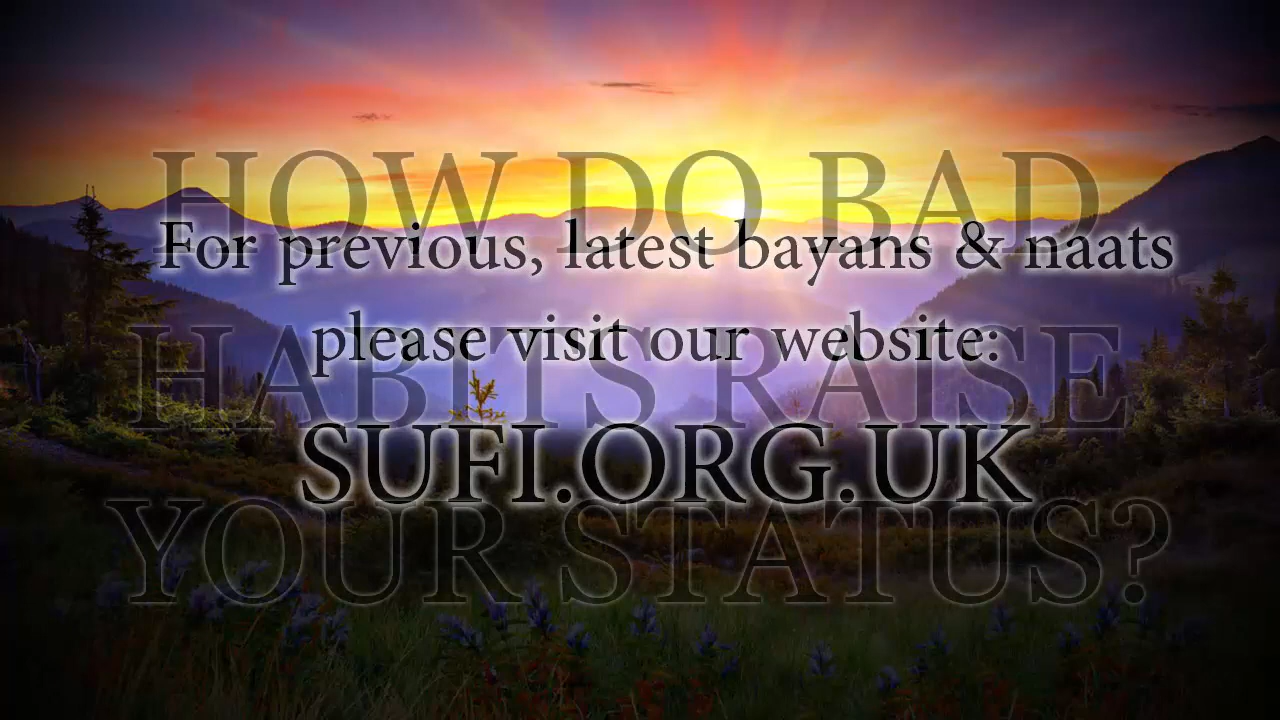 HOW DO BAD
For previous, latest bayans & naats
please visit our website:
HABITS RAISE
SUFI.ORG.UK
YOUR STATUS?